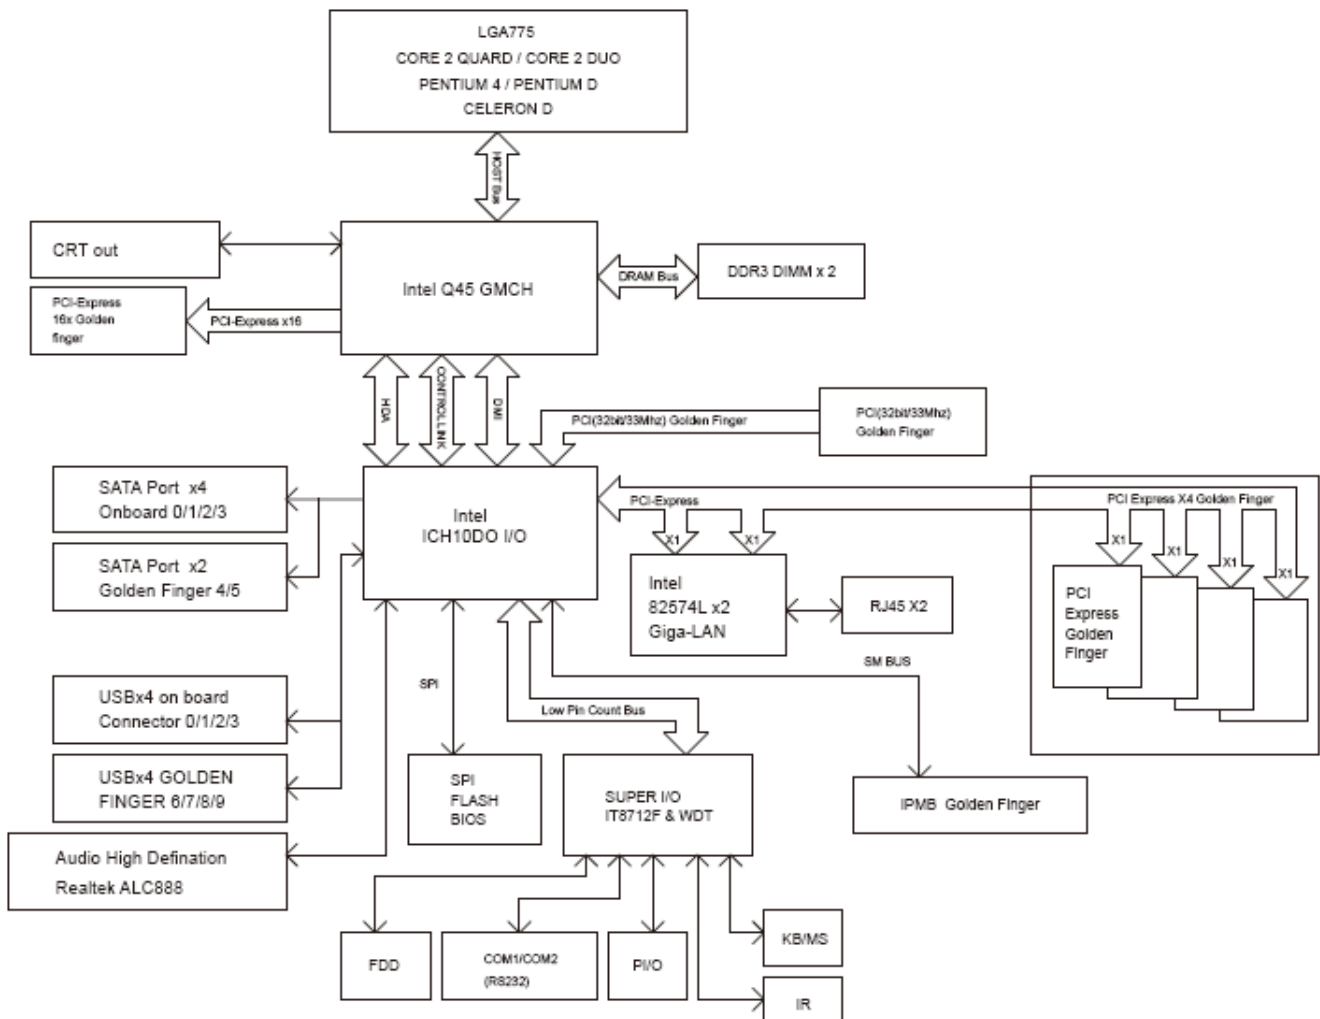 LGA775
CORE 2 QUARD / CORE 2 DUO
PENTIUM 4 / PENTIUM D
CELERON D
HOST Bus
CRT out
Intel Q45 GMCH
DRAM Bus
DDR3 DIMM x 2
PCI-Express
16x Golden
finger
PCI-Express x16
HDA
CONTROLLINK
DMI
PCI(32bit/33Mhz) Golden Finger
PCI(32bit/33Mhz)
Golden Finger
SATA Port x4
Onboard 0/1/2/3
Intel
ICH10DO I/O
PCI-Express
PCI Express X4 Golden Finger
X1
X1
X1
X1
X1
X1
SATA Port x2
Golden Finger 4/5
Intel
82574L x2
Giga-LAN
RJ45 X2
PCI
Express
Golden
Finger
SM BUS
SPI
Low Pin Count Bus
USBx4 on board
Connector 0/1/2/3
USBx4 GOLDEN
FINGER 6/7/8/9
SPI
FLASH
BIOS
SUPER I/O
IT8712F & WDT
IPMB Golden Finger
Audio High Defination
Realtek ALC888
FDD
COM1/COM2
(RS232)
PI/O
KB/MS
IR